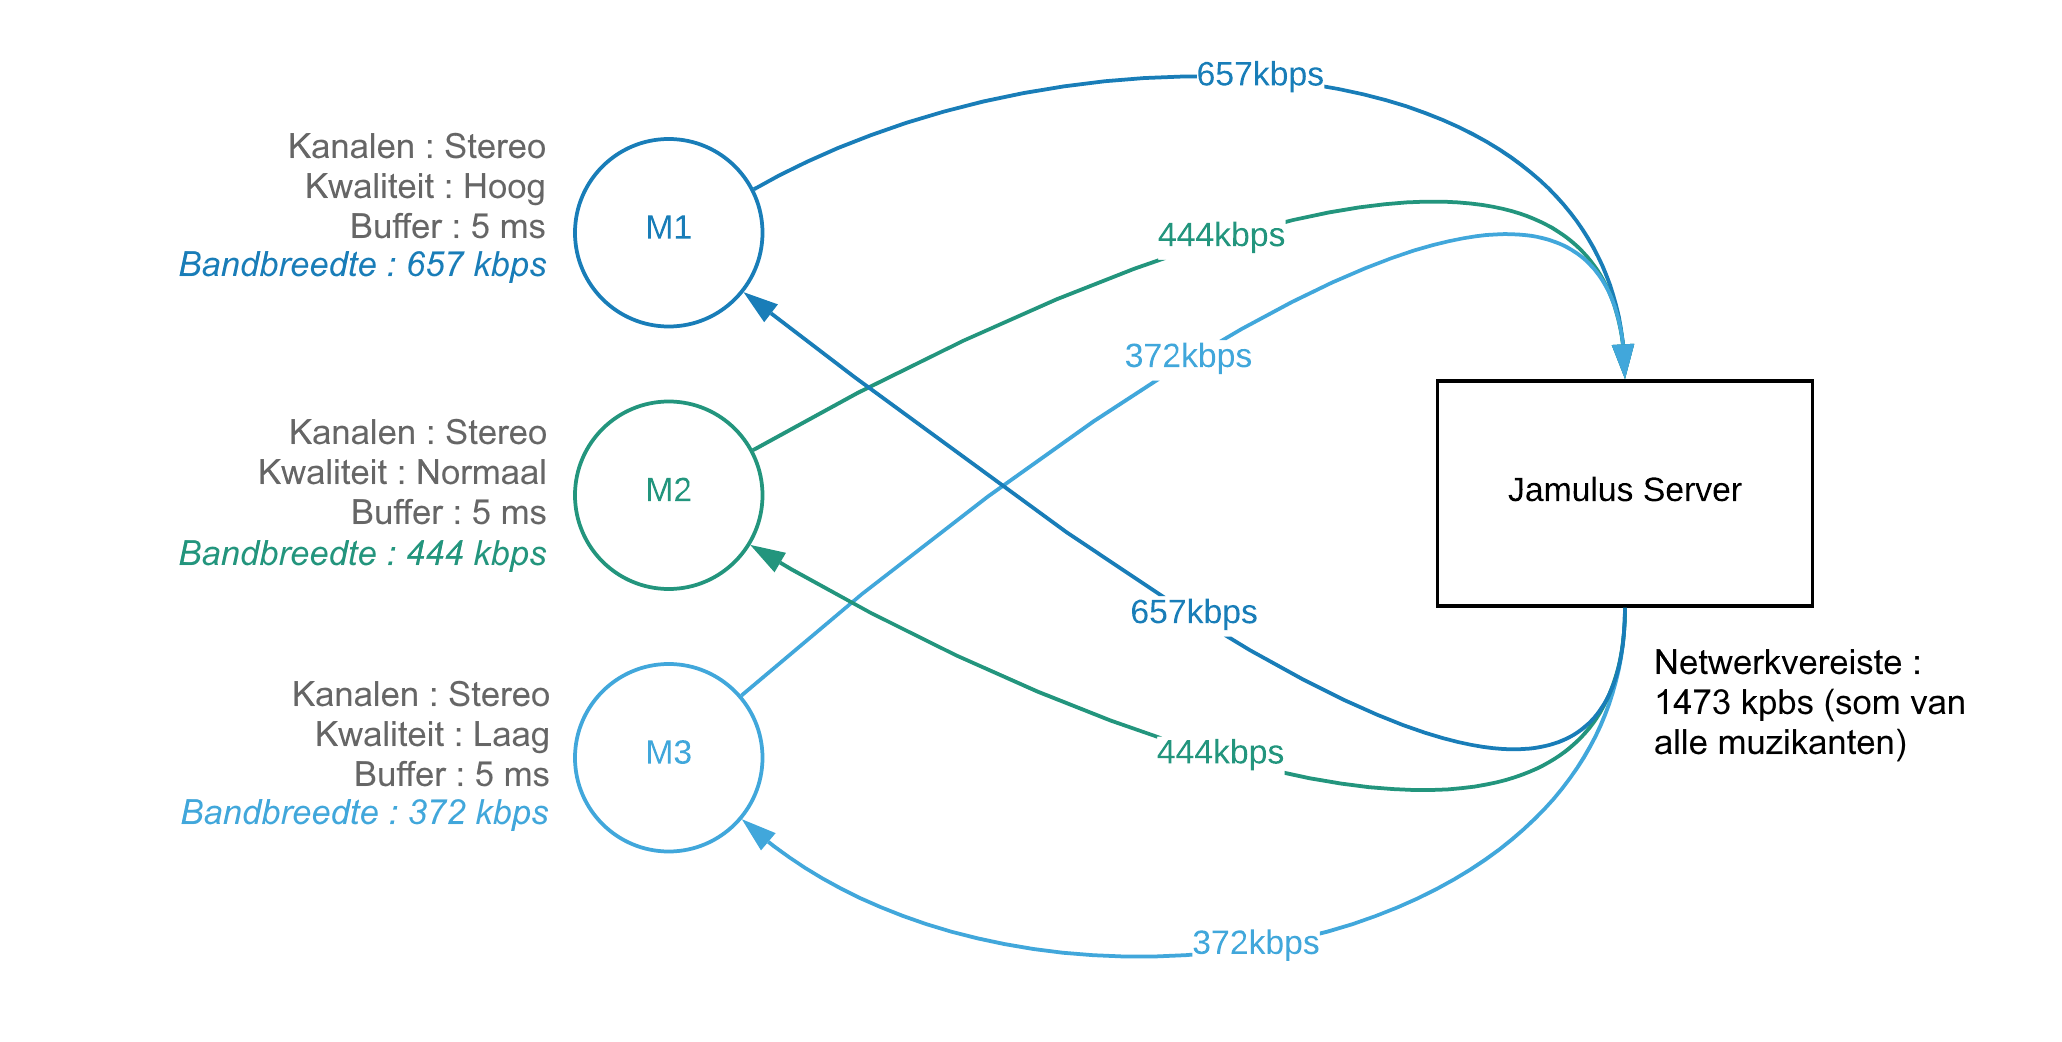 657kbps
Kanalen : Stereo
Kwaliteit : Hoog
Buffer : 5 ms
Bandbreedte : 657 kbps
M1
444kbps
372kbps
Kanalen : Stereo
Kwaliteit : Normaal
Buffer : 5 ms
Bandbreedte : 444 kbps
M2
Jamulus Server
657kbps
Netwerkvereiste :
1473 kpbs (som van
alle muzikanten)
Kanalen : Stereo
Kwaliteit : Laag
Buffer : 5 ms
Bandbreedte : 372 kbps
M3
444kbps
372kbps